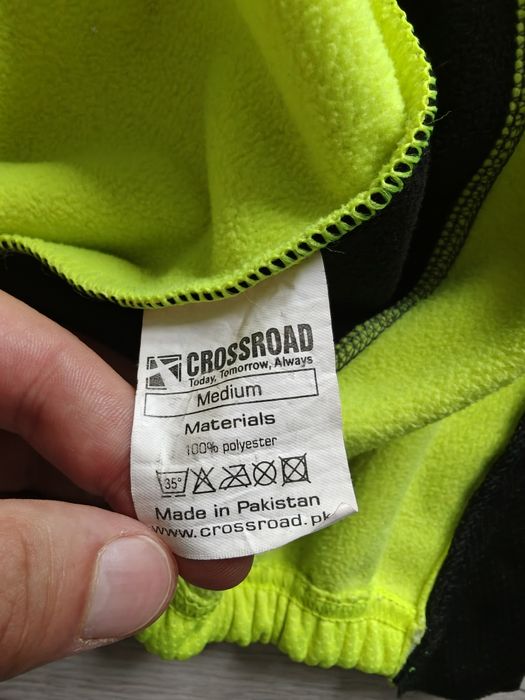 CROSSROAD
Today, Tomorrow, Always
Medium
Materials
100% polyester
35°
Made in Pakistan
www.crossroad.pk